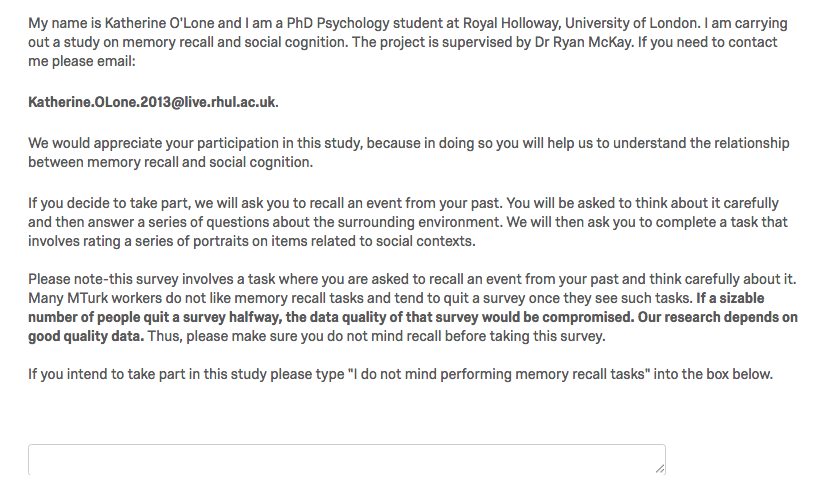 My name is Katherine O'Lone and I am a PhD Psychology student at Royal Holloway, University of London. I am carrying
out a study on memory recall and social cognition. The project is supervised by Dr Ryan McKay. If you need to contact
me please email:
Katherine.OLone.2013@live.rhul.ac.uk.
We would appreciate your participation in this study, because in doing so you will help us to understand the relationship
between memory recall and social cognition.
If you decide to take part, we will ask you to recall an event from your past. You will be asked to think about it carefully
and then answer a series of questions about the surrounding environment. We will then ask you to complete a task that
involves rating a series of portraits on items related to social contexts.
Please note-this survey involves a task where you are asked to recall an event from your past and think carefully about it.
Many MTurk workers do not like memory recall tasks and tend to quit a survey once they see such tasks. If a sizable
number of people quit a survey halfway, the data quality of that survey would be compromised. Our research depends on
good quality data. Thus, please make sure you do not mind recall before taking this survey.
If you intend to take part in this study please type "I do not mind performing memory recall tasks" into the box below.